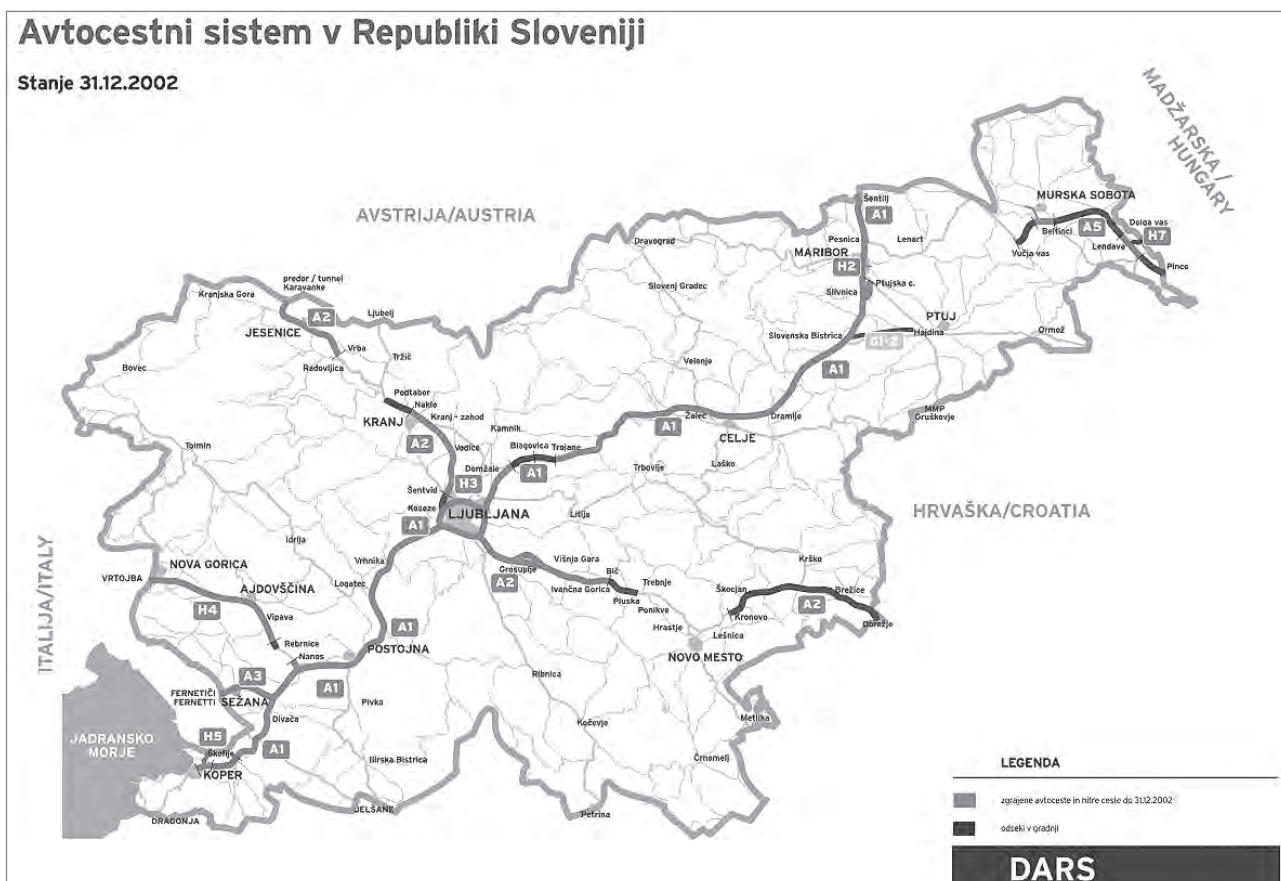 Avtocestni sistem v Republiki Sloveniji
Stanje 31.12.2002
MADŽARSKA /
HUNGARY
AVSTRIJA/AUSTRIA
MURSKA SOBOTA
Šentilj
A1
Dolga vas
H7
A5
Beltinci
Lendava
Vučja vas
Pince
Dravograd
Pesnica
Lenart
MARIBOR
H2
Ptujska c.
Slivnica
Slovenj Gradec
predor / tunnel
Karavanke
Kranjska Gora
Ljubelj
A2
JESENICE
PTUJ
Hajdina
Ormož
Slovenska Bistrica
G1-2
Vrba
Tržič
Radovljica
Bovec
Velenje
A1
Podtabor
Naklo
Kranj - zahod
KRANJ
Kamnik
Žalec
Dramlje
MMP
Gruškovje
A1
CELJE
Tolmin
A2
Vodice
Blagovica
Trojane
Domžale
A1
Trbovlje
Laško
H3
Šentvid
Koseze
LJUBLJANA
A1
Litija
HRVAŠKA/CROATIA
ITALIJA/ITALY
Idrija
Vrhnika
NOVA GORICA
VRTOJBA
AJDOVŠČINA
Logatec
Grosuplje
A2
Višnja Gora
Ivančna Gorica
Bič
Pluska
Trebnje
Ponikve
Krško
Škocjan
A2
Brežice
Kronovo
Obrežje
H4
Vipava
A1
Rebrnice
Nanos
POSTOJNA
Hrastje
Lešnica
NOVO MESTO
A3
FERNETIČI
FERNETTI
SEŽANA
A1
Pivka
Ribnica
Divača
Kočevje
Metlika
JADRANSKO
MORJE
H5
Škofije
A1
KOPER
Ilirska Bistrica
Črnomelj
JELŠANE
DRAGONJA
Petrina
LEGENDA
zgrajene avtoceste in hitre ceste do 31.12.2002
odseki v gradnji
DARS